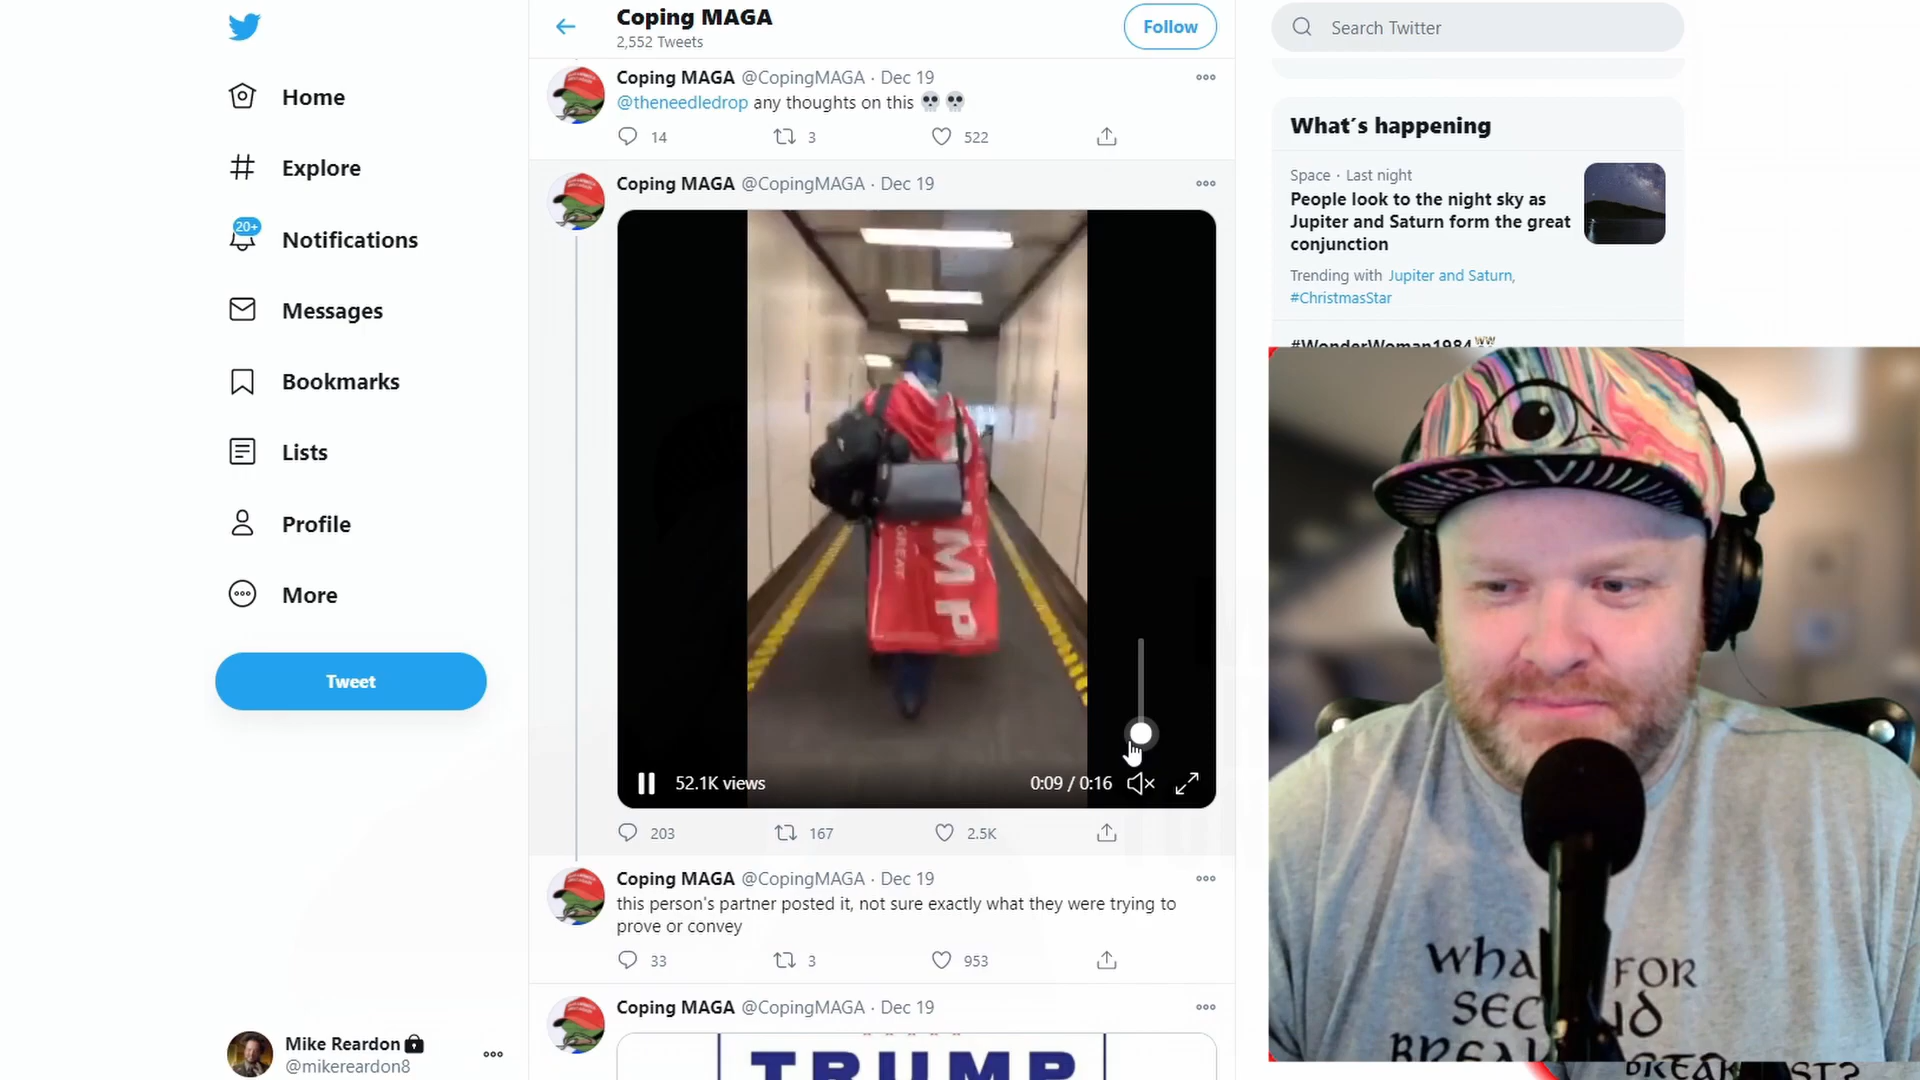 Home
Explore
20+
Notifications
Messages
Bookmarks
Lists
Profile
More
Tweet
Mike Reardon
@mikereardon8
Coping MAGA
2,552 Tweets
Follow
Coping MAGA @CopingMAGA · Dec 19
@theneedledrop any thoughts on this 💀💀
14 3 522
Coping MAGA @CopingMAGA · Dec 19
MP
GREAT
52.1K views
0:09 / 0:16
203 167 2.5K
Coping MAGA @CopingMAGA · Dec 19
this person's partner posted it, not sure exactly what they were trying to
prove or convey
33 3 953
Coping MAGA @CopingMAGA · Dec 19
TRUMP
Search Twitter
What's happening
Space · Last night
People look to the night sky as
Jupiter and Saturn form the great
conjunction
Trending with Jupiter and Saturn,
#ChristmasStar
#WonderWoman1984
FOR